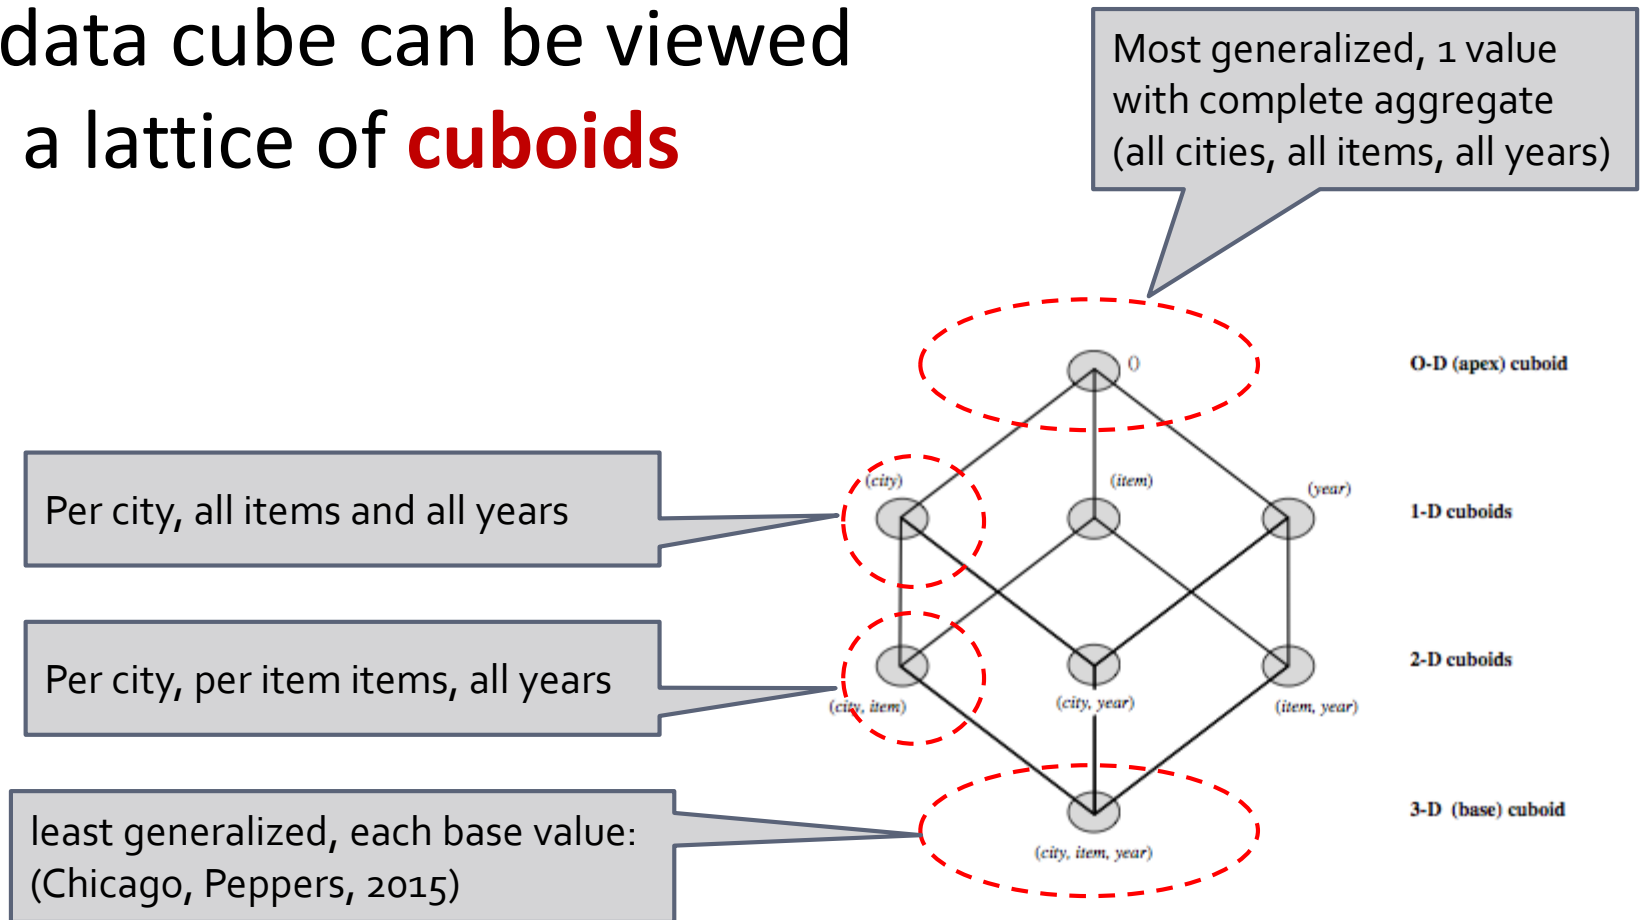 data cube can be viewed
a lattice of cuboids
Most generalized, 1 value
with complete aggregate
(all cities, all items, all years)
()
O-D (apex) cuboid
Per city, all items and all years
(city)
(item)
(year)
1-D cuboids
Per city, per item items, all years
2-D cuboids
(city, item)
(city, year)
(item, year)
least generalized, each base value:
(Chicago, Peppers, 2015)
3-D (base) cuboid
(city, item, year)